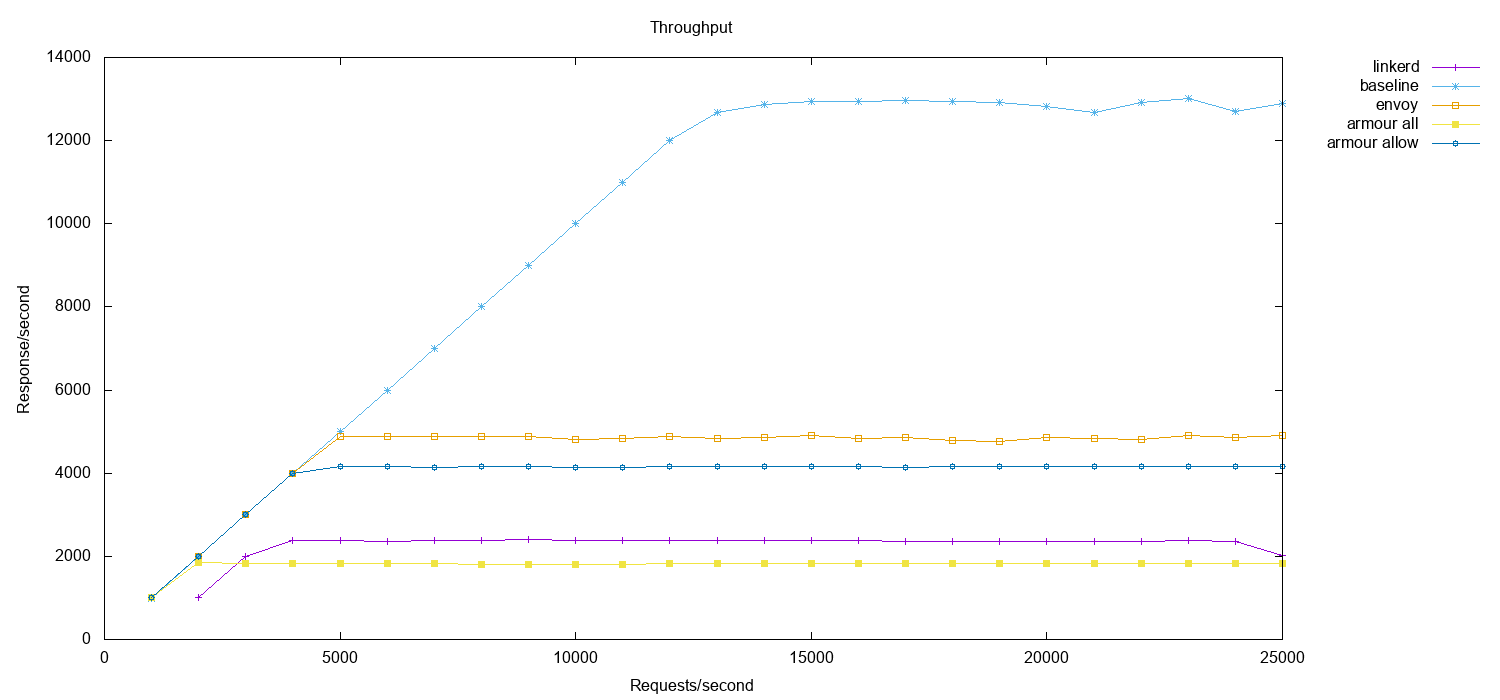 Throughput
14000
12000
10000
8000
6000
4000
2000
0
Response/second
0 5000 10000 15000 20000 25000
Requests/second
linkerd
baseline
envoy
armour all
armour allow